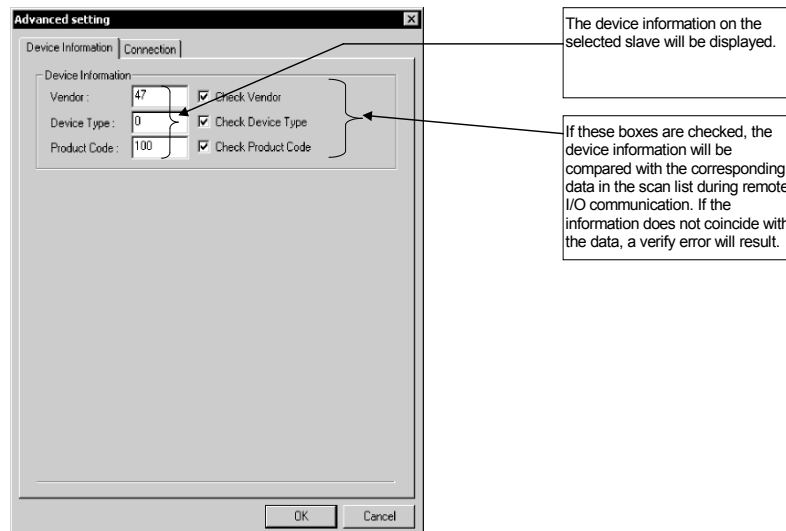 Advanced setting
Device Information
Connection
Device Information
Vendor :
47
Check Vendor
Device Type :
0
Check Device Type
Product Code :
100
Check Product Code
OK
Cancel
The device information on the
selected slave will be displayed.
If these boxes are checked, the
device information will be
compared with the corresponding
data in the scan list during remote
I/O communication. If the
information does not coincide with
the data, a verify error will result.